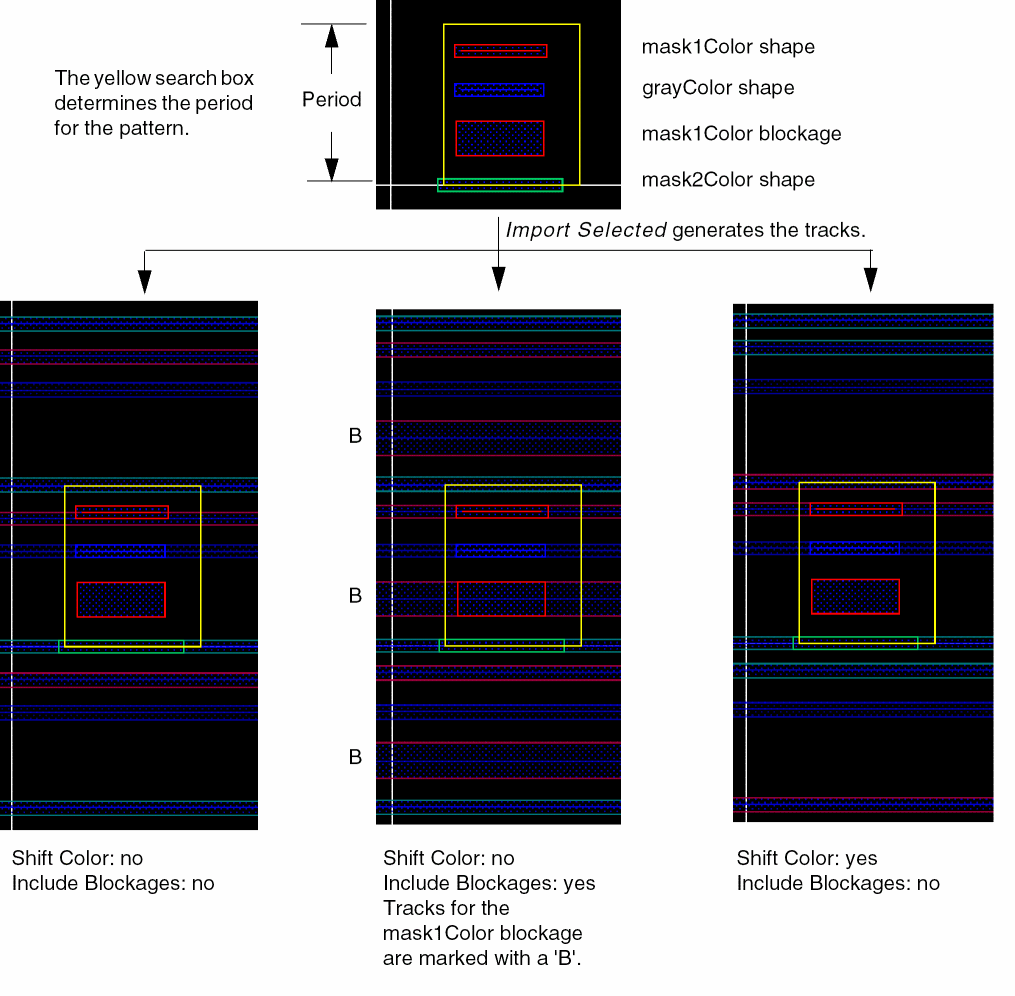 The yellow search box
determines the period
for the pattern.
Period
mask1Color shape
grayColor shape
mask1Color blockage
mask2Color shape
Import Selected generates the tracks.
B
B
B
Shift Color: no
Include Blockages: no
Shift Color: no
Include Blockages: yes
Tracks for the
mask1Color blockage
are marked with a 'B'.
Shift Color: yes
Include Blockages: no